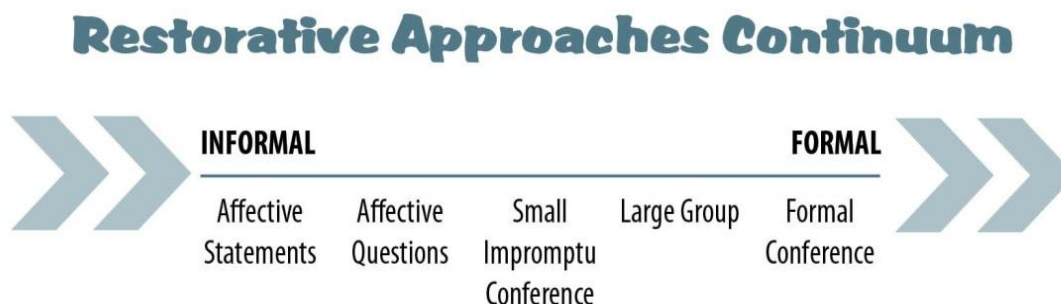 Restorative Approaches Continuum
INFORMAL
FORMAL
Affective
Statements
Affective
Questions
Small
Impromptu
Conference
Large Group
Formal
Conference